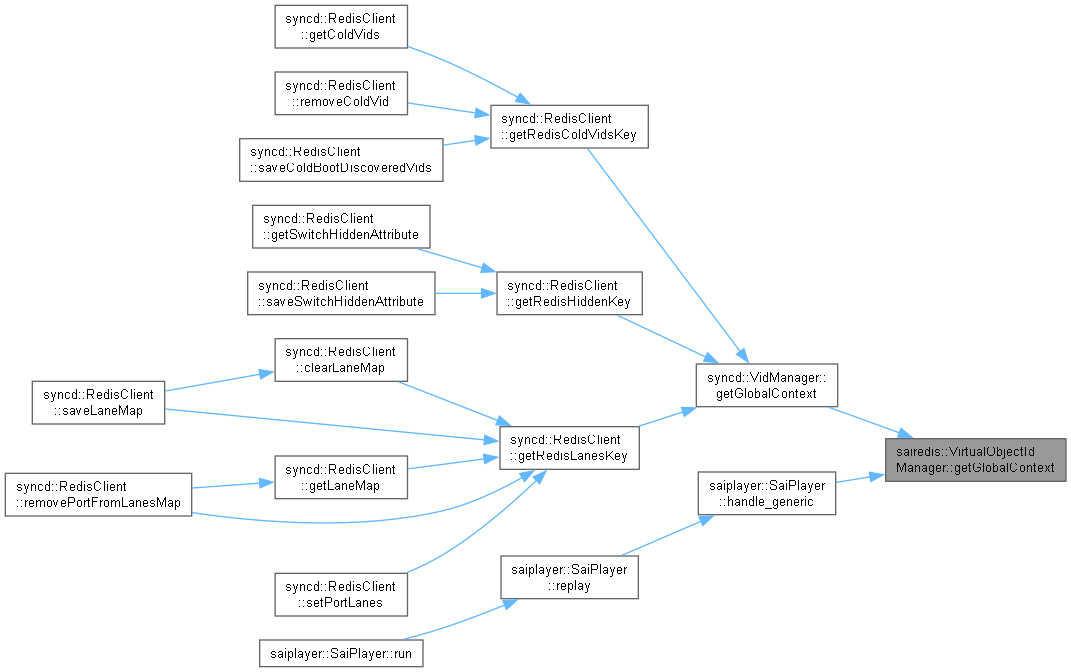 syncd::RedisClient
::getColdVids
syncd::RedisClient
::removeColdVid
syncd::RedisClient
::saveColdBootDiscoveredVids
syncd::RedisClient
::getRedisColdVidsKey
syncd::RedisClient
::getSwitchHiddenAttribute
syncd::RedisClient
::saveSwitchHiddenAttribute
syncd::RedisClient
::getRedisHiddenKey
syncd::RedisClient
::clearLaneMap
syncd::RedisClient
::saveLaneMap
syncd::VidManager::
getGlobalContext
syncd::RedisClient
::getRedisLanesKey
sairedis::VirtualObjectId
Manager::getGlobalContext
syncd::RedisClient
::getLaneMap
syncd::RedisClient
::removePortFromLanesMap
saiplayer::SaiPlayer
::handle_generic
syncd::RedisClient
::setPortLanes
saiplayer::SaiPlayer
::replay
saiplayer::SaiPlayer::run